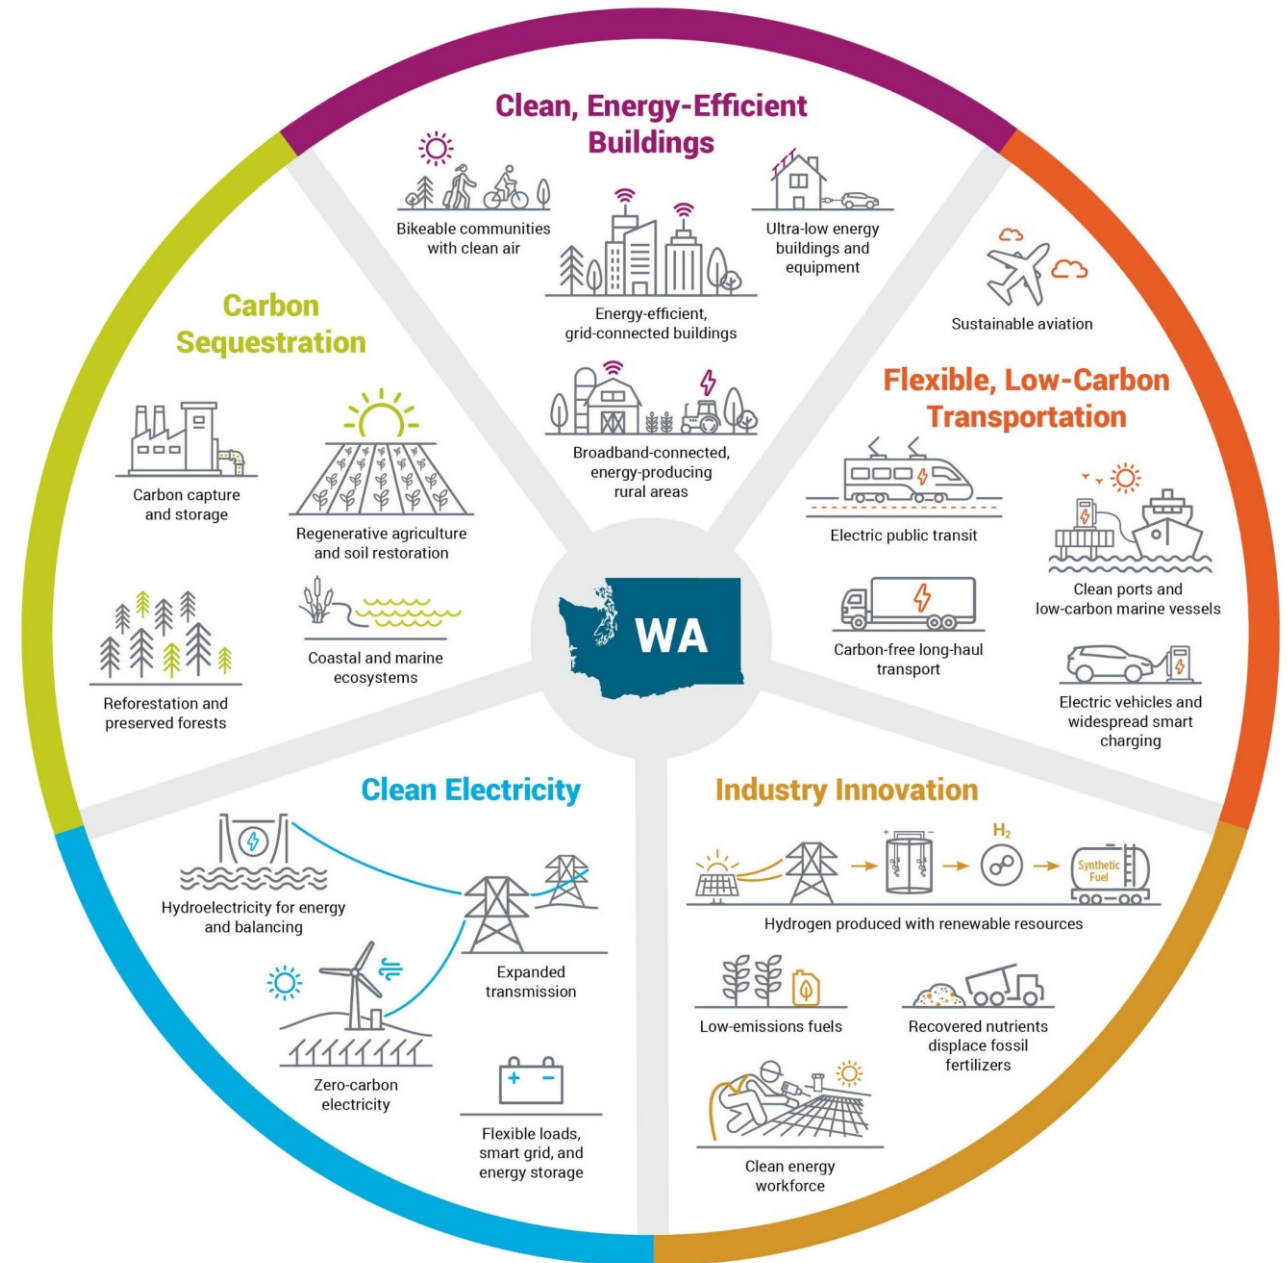 Clean, Energy-Efficient
Buildings
Bikeable communities
with clean air
Energy-efficient,
grid-connected buildings
Ultra-low energy
buildings and
equipment
Broadband-connected,
energy-producing
rural areas
Flexible, Low-Carbon
Transportation
Sustainable aviation
Electric public transit
Clean ports and
low-carbon marine vessels
Carbon-free long-haul
transport
Electric vehicles and
widespread smart
charging
Carbon
Sequestration
Carbon capture
and storage
Regenerative agriculture
and soil restoration
Reforestation and
preserved forests
Coastal and marine
ecosystems
WA
Clean Electricity
Hydroelectricity for energy
and balancing
Expanded
transmission
Zero-carbon
electricity
+ −
Flexible loads,
smart grid, and
energy storage
Industry Innovation
+ −
H₂
Synthetic
Fuel
Hydrogen produced with renewable resources
Low-emissions fuels
Recovered nutrients
displace fossil
fertilizers
Clean energy
workforce